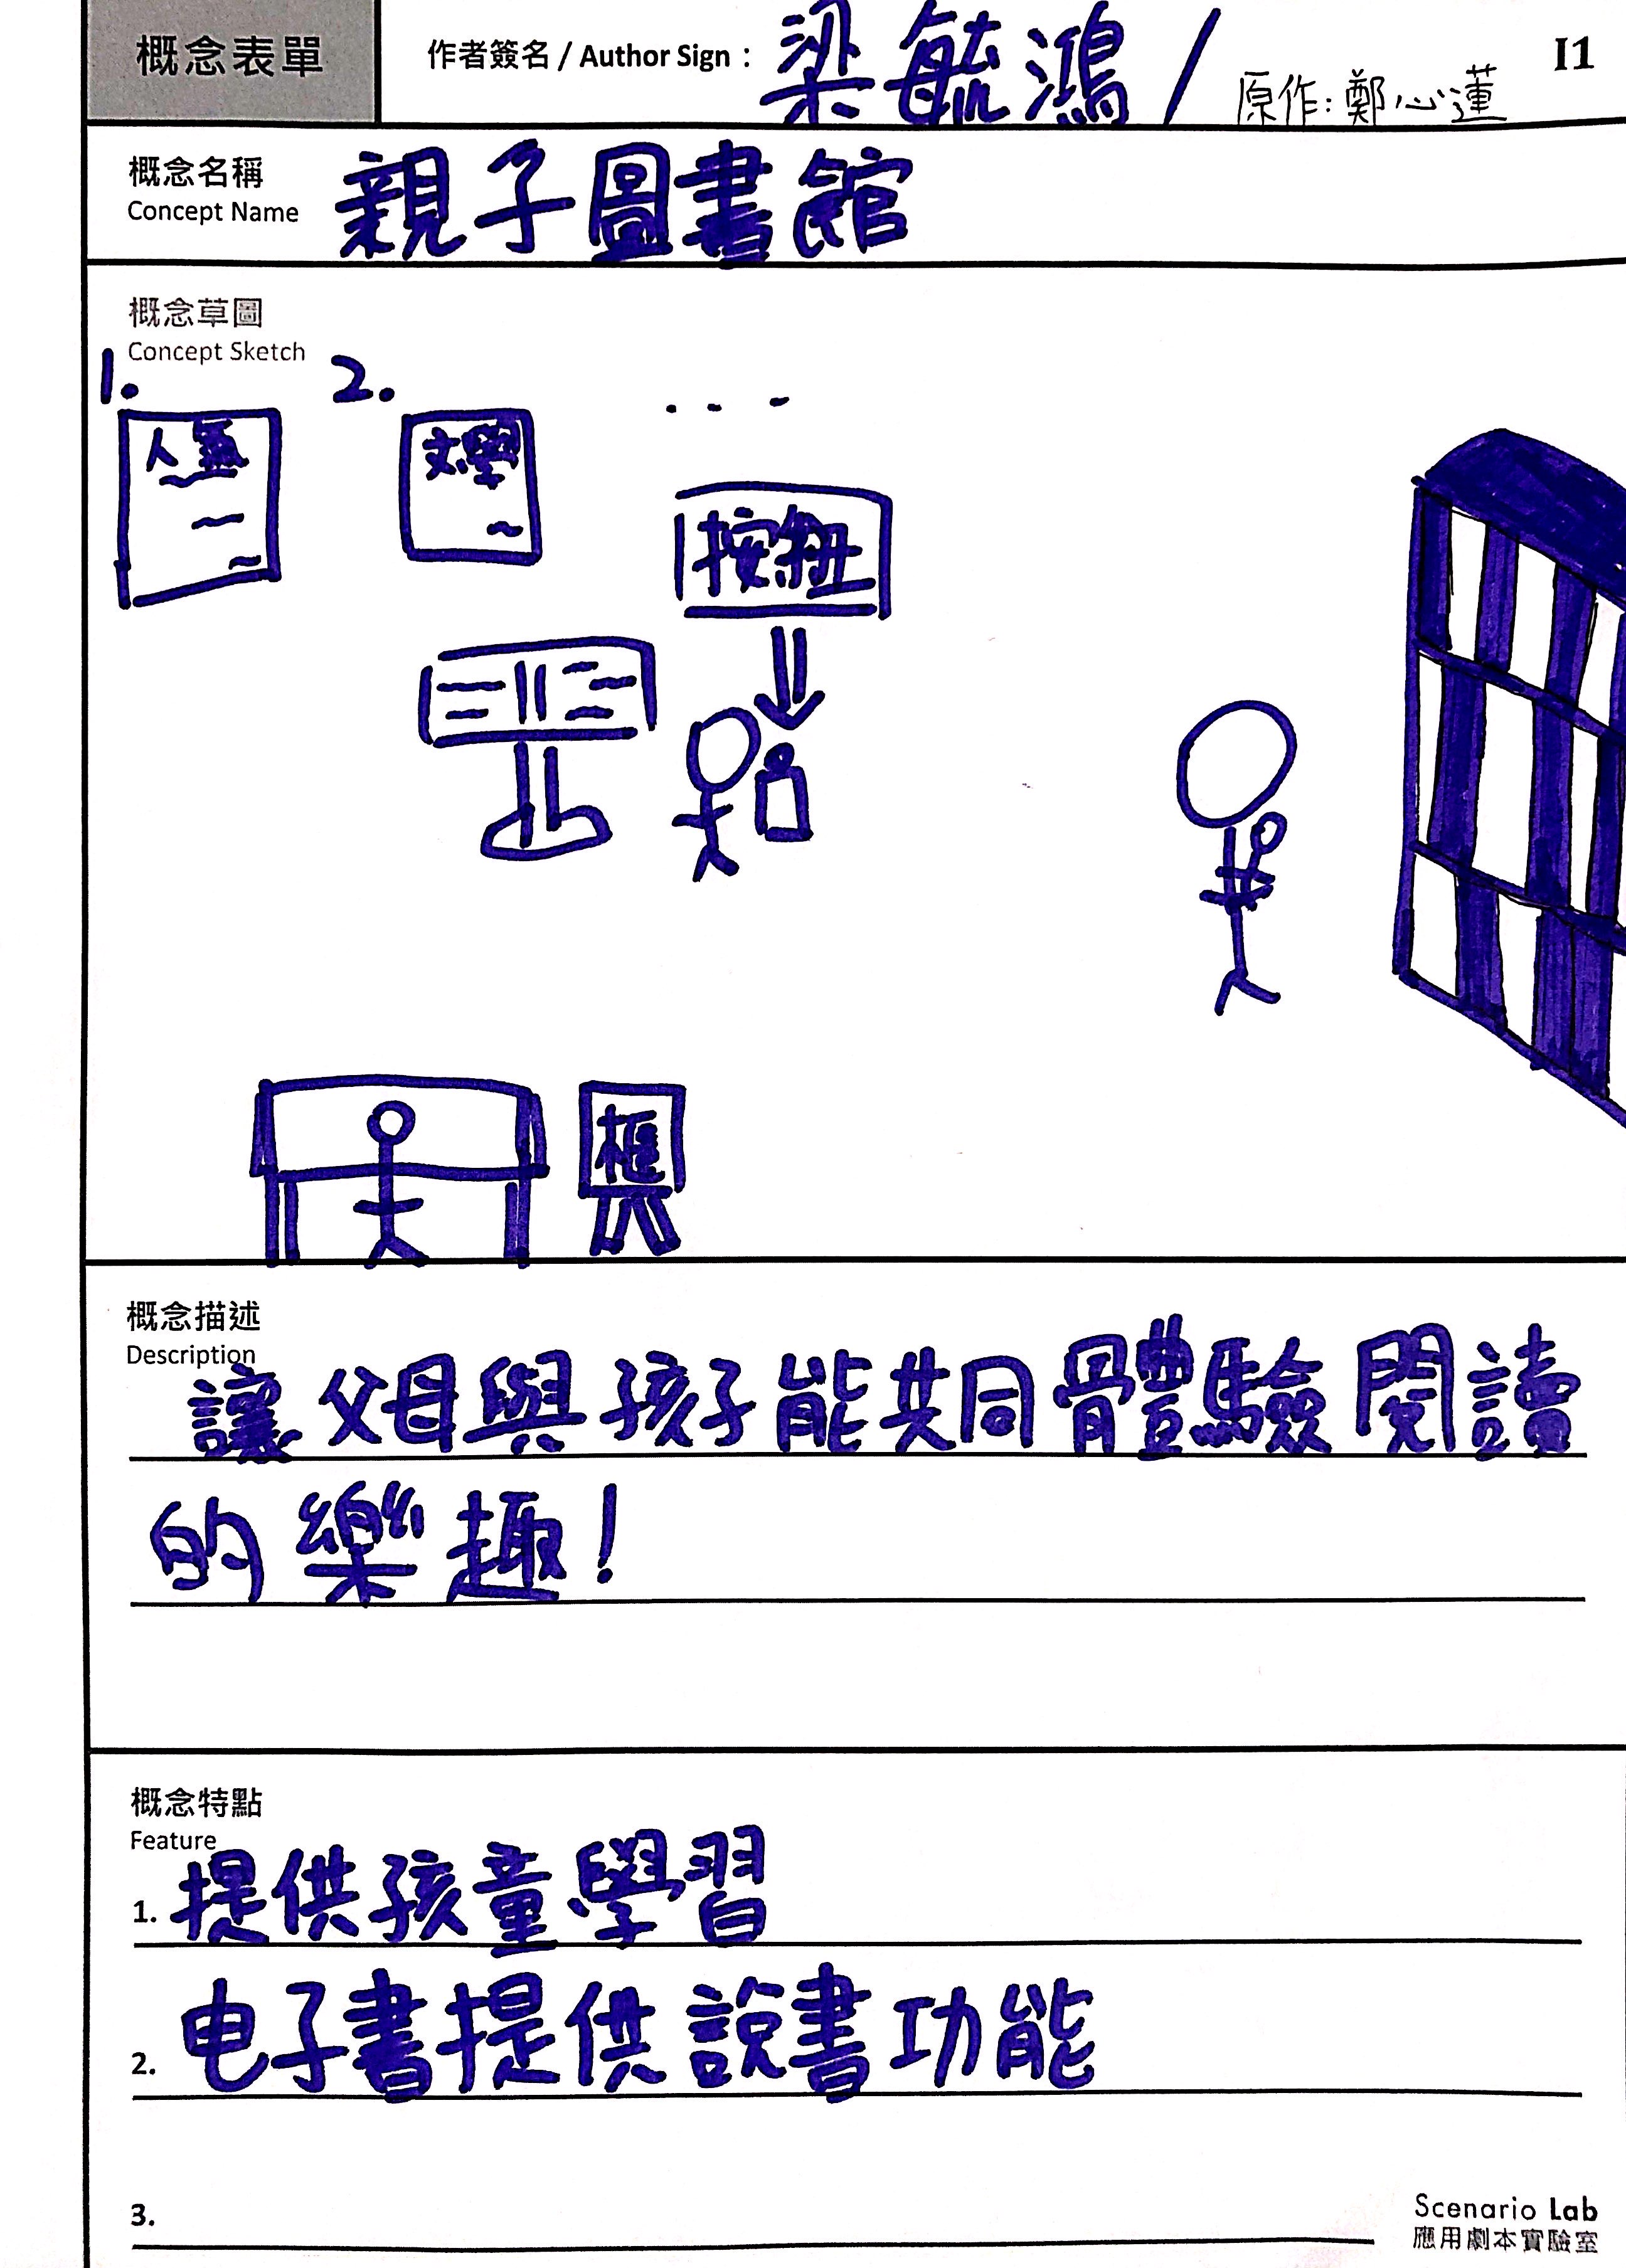 概念表單
作者簽名 / Author Sign： 梁毓鴻 / 原作：鄭心蓮
I1
概念名稱
Concept Name
親子圖書館
概念草圖
Concept Sketch
1. 2. ...
人氣
文學
按鈕
櫃
概念描述
Description
讓父母與孩子能共同體驗閱讀
的樂趣！
概念特點
Feature
1. 提供孩童學習
2. 电子書提供說書功能
3.
Scenario Lab
應用劇本實驗室